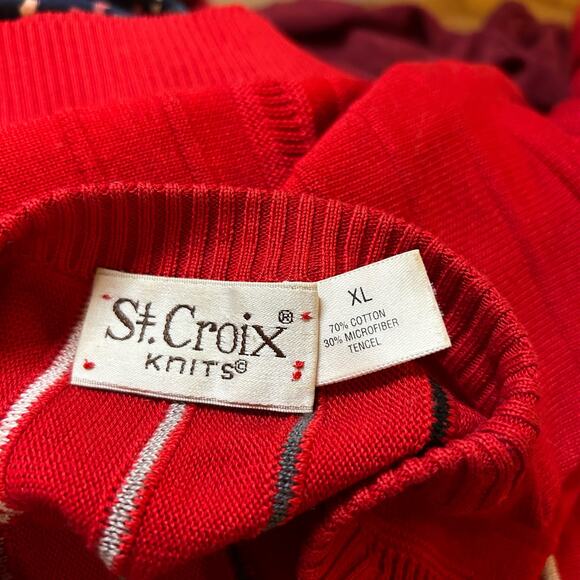 St. Croix®
KNITS©
XL
70% COTTON
30% MICROFIBER
TENCEL